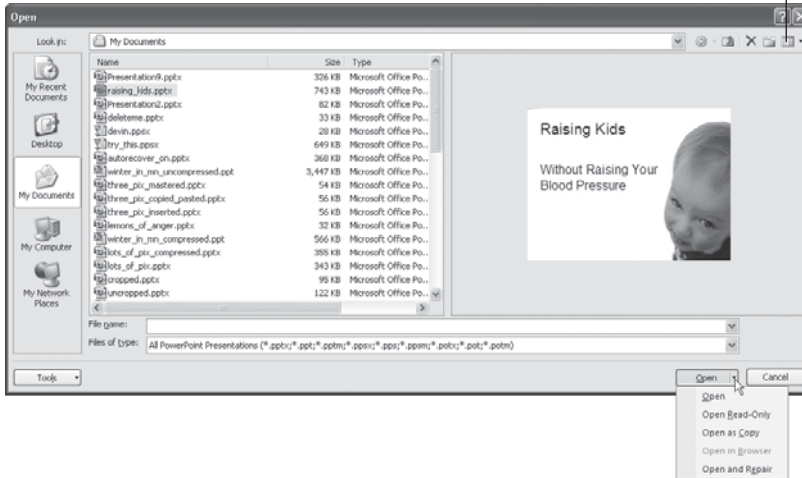 Open
Look in: My Documents
Name Size Type
Presentation9.pptx 326 KB Microsoft Office Po...
raising_kids.pptx 743 KB Microsoft Office Po...
Presentation2.pptx 82 KB Microsoft Office Po...
deleteme.pptx 33 KB Microsoft Office Po...
devin.ppsx 28 KB Microsoft Office Po...
try_this.ppsx 649 KB Microsoft Office Po...
autorecover_on.pptx 368 KB Microsoft Office Po...
winter_in_mn_uncompressed.ppt 3,447 KB Microsoft Office Po...
three_pix_mastered.pptx 54 KB Microsoft Office Po...
three_pix_copied_pasted.pptx 56 KB Microsoft Office Po...
three_pix_inserted.pptx 56 KB Microsoft Office Po...
lemons_of_anger.pptx 32 KB Microsoft Office Po...
winter_in_mn_compressed.ppt 566 KB Microsoft Office Po...
lots_of_pix_compressed.pptx 355 KB Microsoft Office Po...
lots_of_pix.pptx 343 KB Microsoft Office Po...
cropped.pptx 95 KB Microsoft Office Po...
uncropped.pptx 122 KB Microsoft Office Po...
My Recent
Documents
Desktop
My Documents
My Computer
My Network
Places
Raising Kids
Without Raising Your
Blood Pressure
File name:
Files of type: All PowerPoint Presentations (*.pptx;*.ppt;*.pptm;*.ppsx;*.pps;*.ppsm;*.potx;*.pot;*.potm)
Tools Open Cancel
Open
Open Read-Only
Open as Copy
Open in Browser
Open and Repair